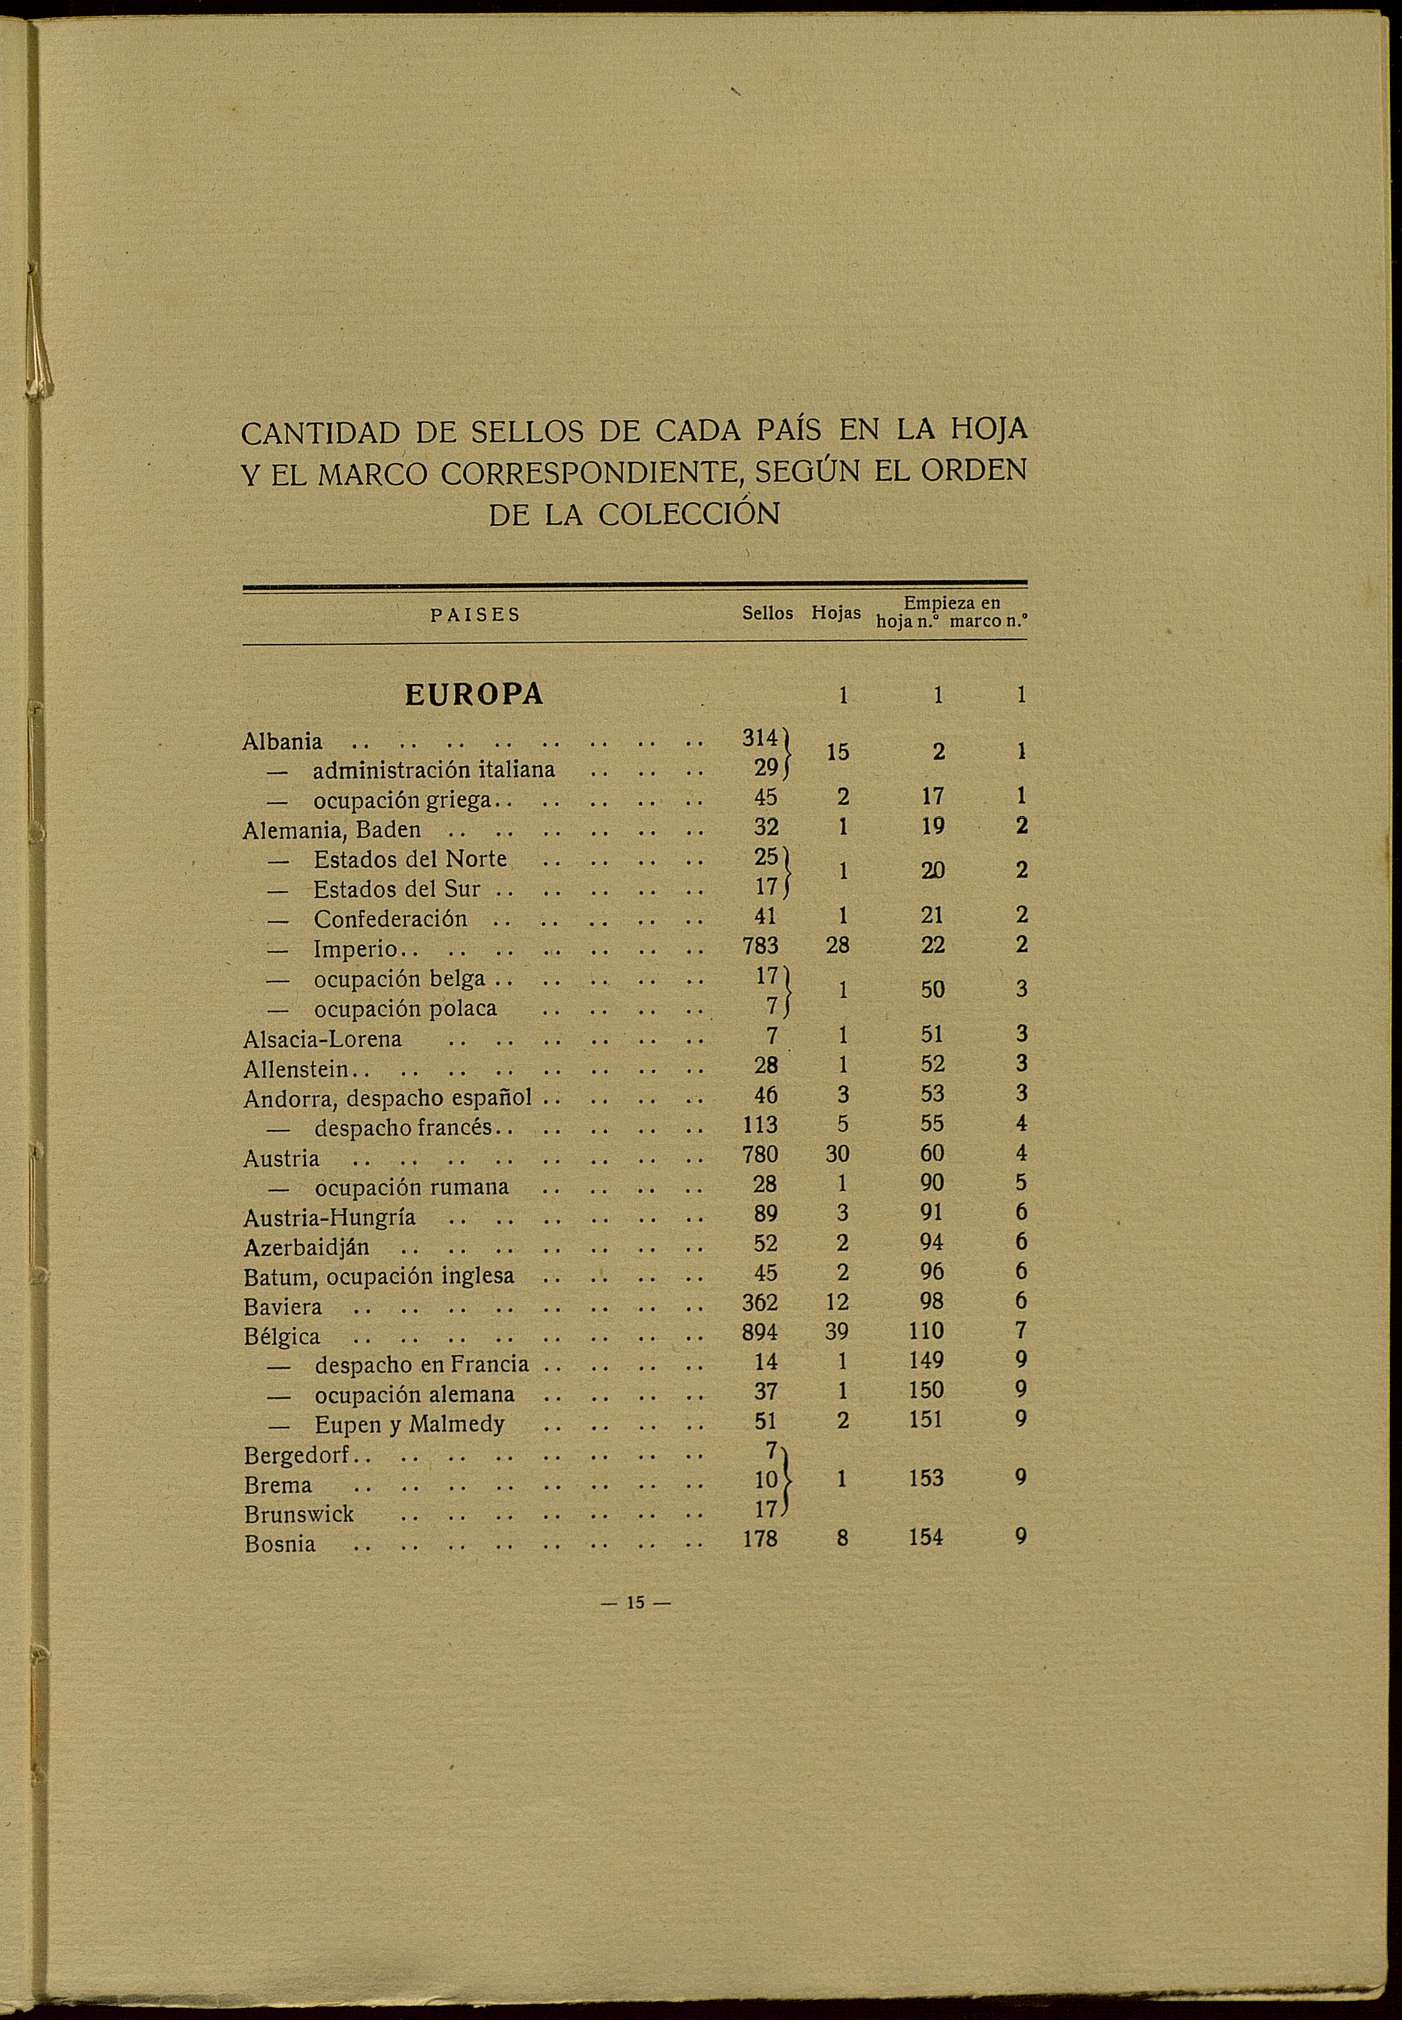 CANTIDAD DE SELLOS DE CADA PAÍS EN LA HOJA
Y EL MARCO CORRESPONDIENTE, SEGÚN EL ORDEN
DE LA COLECCIÓN
PAISES Sellos Hojas Empieza en
hoja n.° marco n.°
EUROPA 1 1 1
Albania .. .. .. .. .. .. .. .. 314 } 15 2 1
— administración italiana .. .. .. 29 }
— ocupación griega.. .. .. .. .. 45 2 17 1
Alemania, Baden .. .. .. .. .. .. 32 1 19 2
— Estados del Norte .. .. .. .. 25 } 1 20 2
— Estados del Sur .. .. .. .. .. 17 }
— Confederación .. .. .. .. .. 41 1 21 2
— Imperio.. .. .. .. .. .. .. 783 28 22 2
— ocupación belga .. .. .. .. .. 17 } 1 50 3
— ocupación polaca .. .. .. .. 7 }
Alsacia-Lorena .. .. .. .. .. .. 7 1 51 3
Allenstein.. .. .. .. .. .. .. .. 28 1 52 3
Andorra, despacho español .. .. .. .. 46 3 53 3
— despacho francés.. .. .. .. .. 113 5 55 4
Austria .. .. .. .. .. .. .. .. 780 30 60 4
— ocupación rumana .. .. .. .. 28 1 90 5
Austria-Hungría .. .. .. .. .. .. 89 3 91 6
Azerbaidján .. .. .. .. .. .. .. 52 2 94 6
Batum, ocupación inglesa .. .. .. .. 45 2 96 6
Baviera .. .. .. .. .. .. .. .. 362 12 98 6
Bélgica .. .. .. .. .. .. .. .. 894 39 110 7
— despacho en Francia .. .. .. .. 14 1 149 9
— ocupación alemana .. .. .. .. 37 1 150 9
— Eupen y Malmedy .. .. .. .. 51 2 151 9
Bergedorf.. .. .. .. .. .. .. .. 7 }
Brema .. .. .. .. .. .. .. .. 10 } 1 153 9
Brunswick .. .. .. .. .. .. .. 17 }
Bosnia .. .. .. .. .. .. .. .. 178 8 154 9
— 15 —